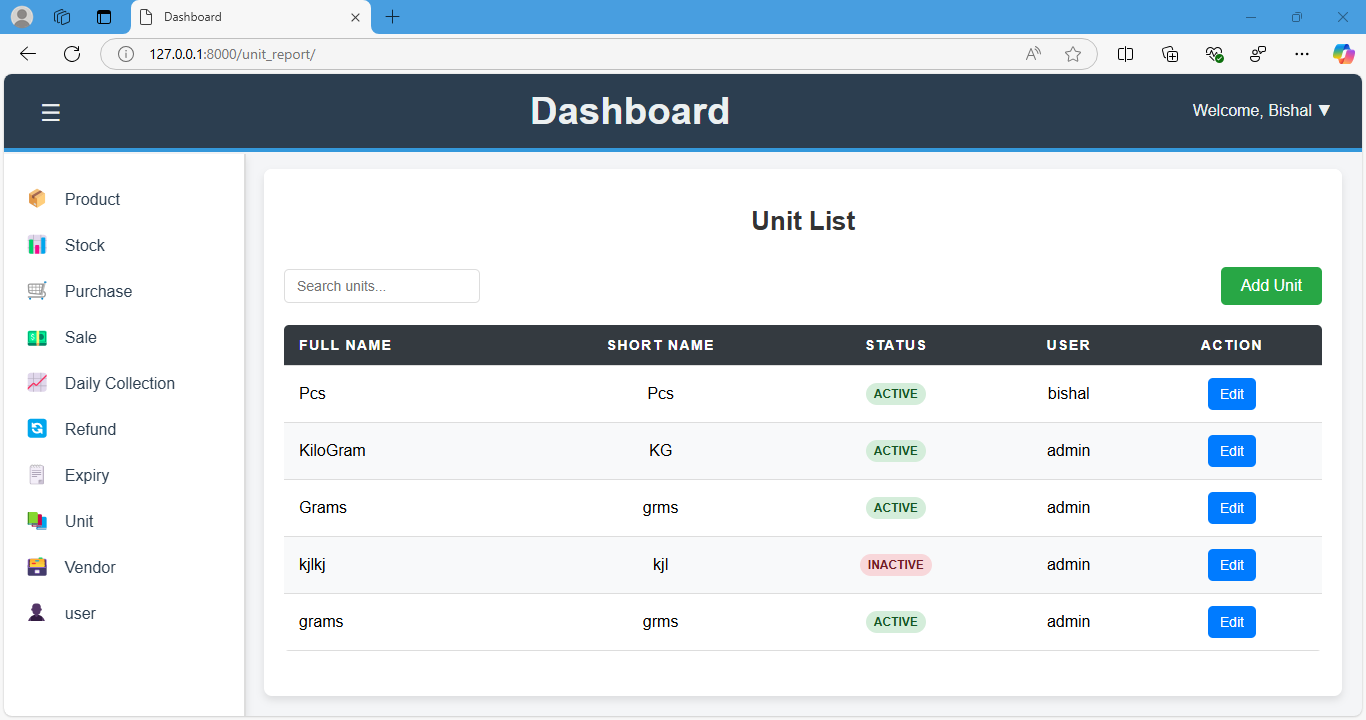 Dashboard
127.0.0.1:8000/unit_report/
☰ Dashboard Welcome, Bishal ▼
Product
Stock
Purchase
Sale
Daily Collection
Refund
Expiry
Unit
Vendor
user
Unit List
Search units... Add Unit
FULL NAME SHORT NAME STATUS USER ACTION
Pcs Pcs ACTIVE bishal Edit
KiloGram KG ACTIVE admin Edit
Grams grms ACTIVE admin Edit
kjlkj kjl INACTIVE admin Edit
grams grms ACTIVE admin Edit